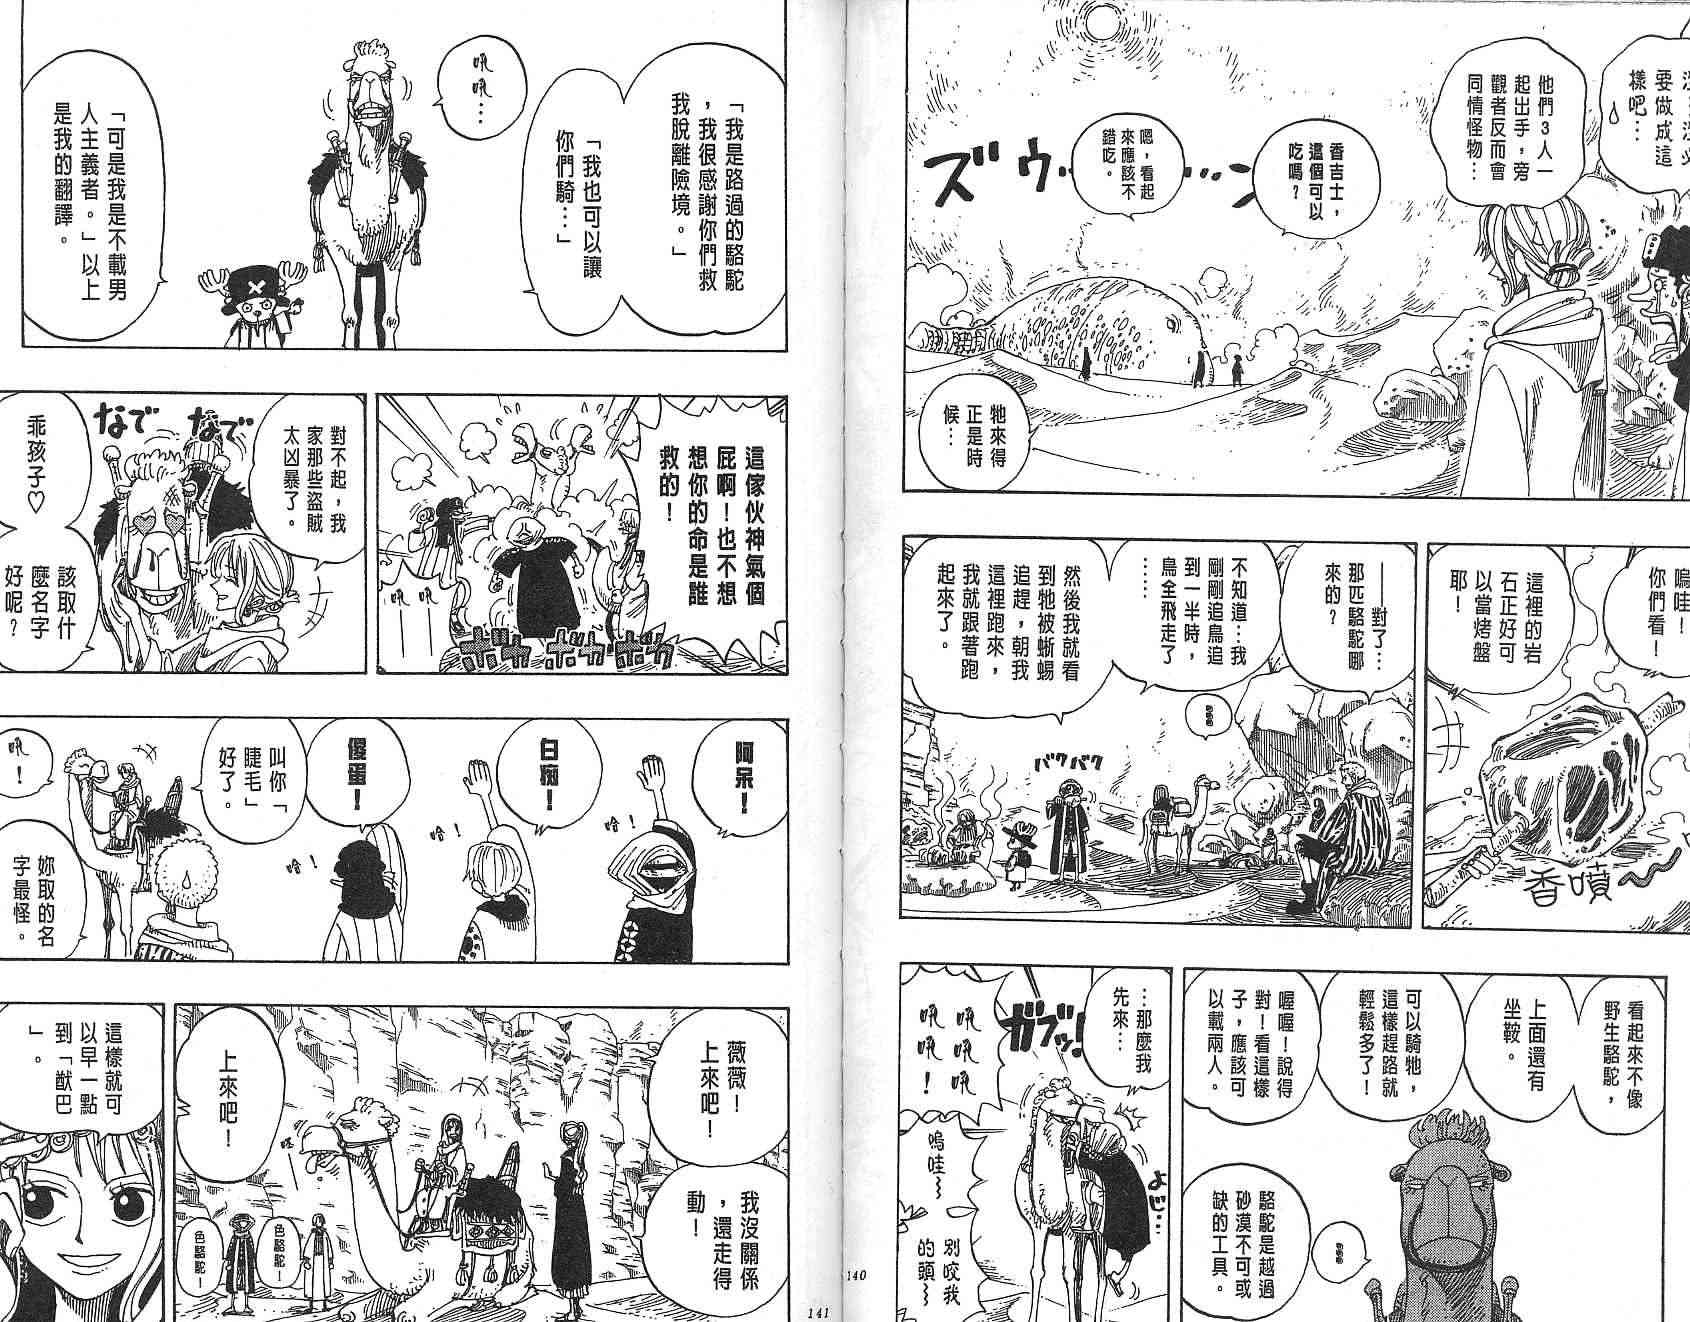 要做成這
樣吧…
他們3人一
起出手，旁
觀者反而會
同情怪物…
香吉士，
這個可以
吃嗎？
嗯，看起
來應該不
錯吃。
ズゥ……ン
牠來得
正是時
候…
嗚哇！
你們看！
這裡的岩
石正好可
以當烤盤
耶！
香噴
——對了…
那匹駱駝哪
來的？
不知道…我
剛剛追鳥追
到一半時，
鳥全飛走了
……
然後我就看
到牠被蜥蜴
追趕，朝我
這裡跑來，
我就跟著跑
起來了。
バクバク
看起來不像
野生駱駝，
上面還有
坐鞍。
可以騎牠，
這樣趕路就
輕鬆多了！
喔喔！說得
對！看這樣
子，應該可
以載兩人。
駱駝是越過
砂漠不可或
缺的工具。
…那麼我
先來…
よじ…
ガブッ！
吼吼
吼吼
吼！
嗚哇～
別咬我
的頭～
140
「我是路過的駱駝
，我很感謝你們救
我脫離險境。」
「我也可以讓
你們騎…」
吼
吼…
「可是我是不載男
人主義者。」以上
是我的翻譯。
這傢伙神氣個
屁啊！也不想
想你的命是誰
救的！
吼吼
ボカ ボカ ボカ
對不起，我
家那些盜賊
太凶暴了。
なで なで
乖孩子♡
該取什
麼名字
好呢？
阿呆！
哈！
白痴！
哈！
傻蛋！
哈！
叫你「
睫毛」
好了。
吼！
妳取的名
字最怪。
薇薇！
上來吧！
我沒關係
，還走得
動！
上來吧！
色駱駝！
色駱駝！
這樣就可
以早一點
到「猷巴
」。
141